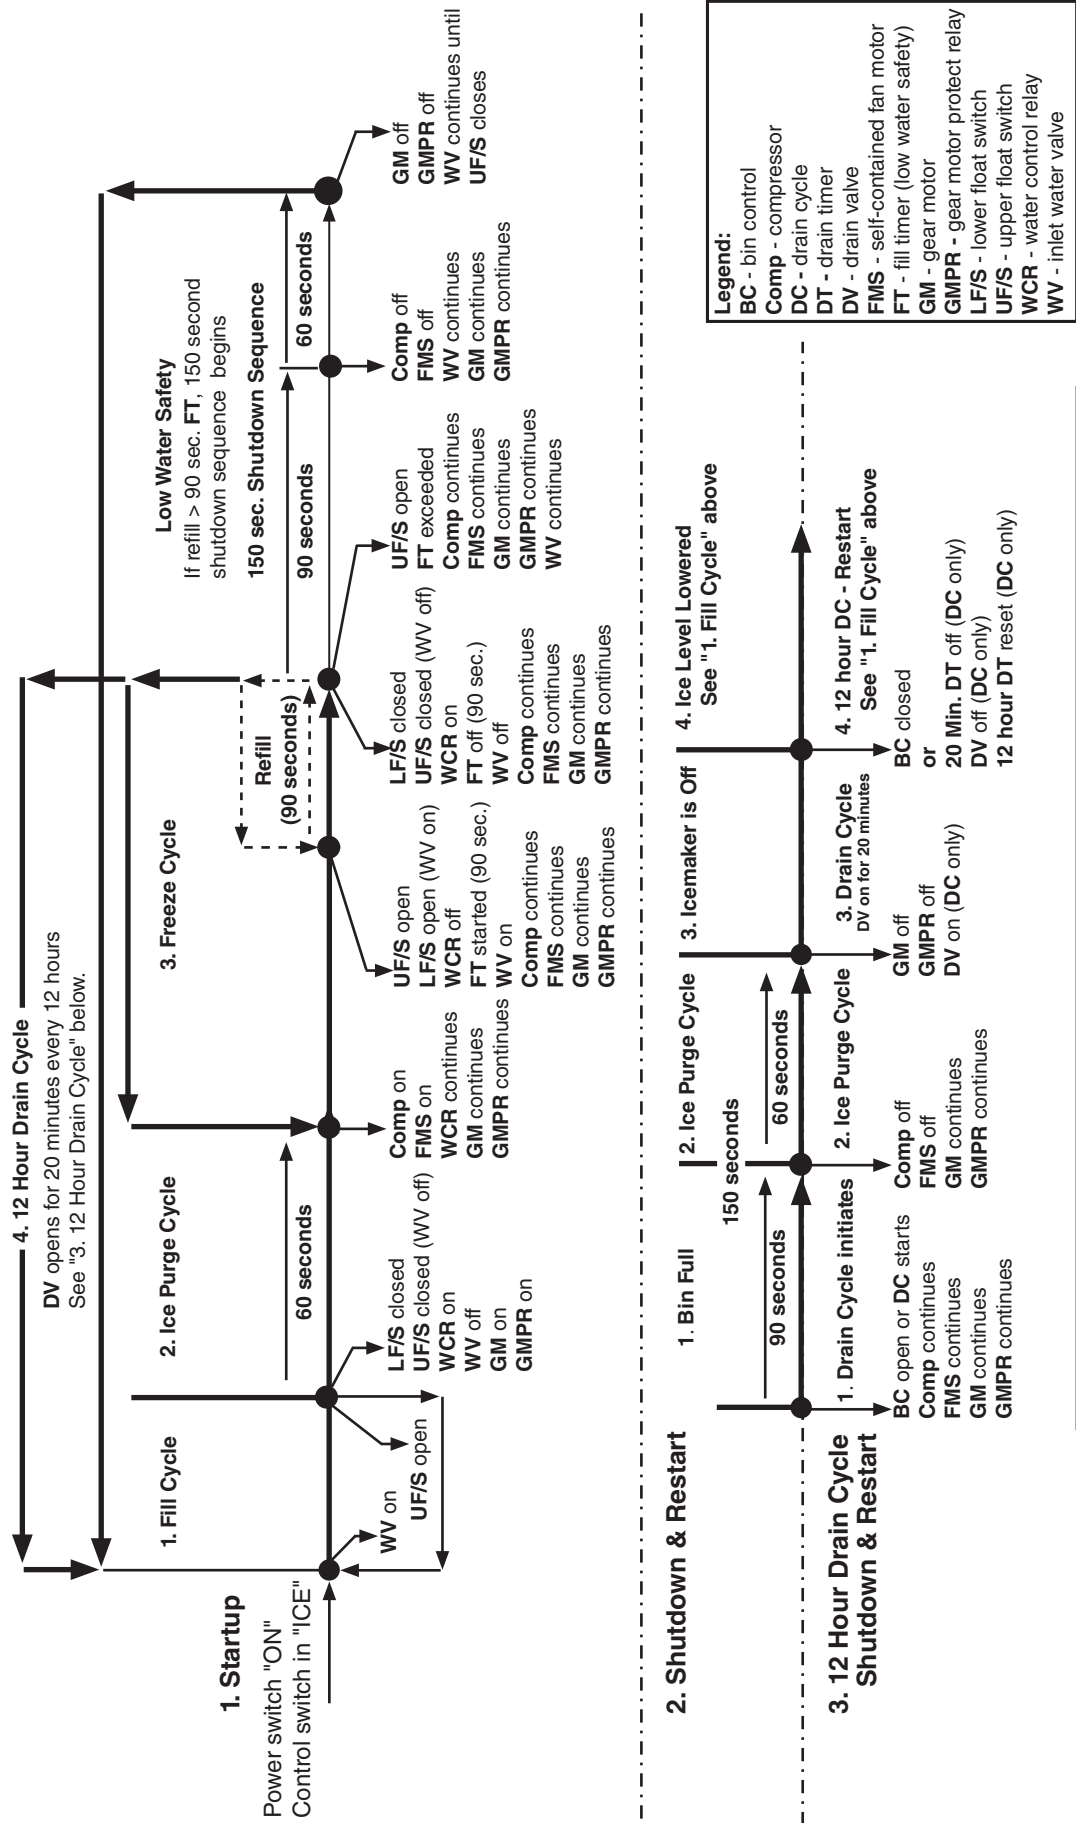 4. 12 Hour Drain Cycle
DV opens for 20 minutes every 12 hours
See "3. 12 Hour Drain Cycle" below.
1. Startup
Power switch "ON"
Control switch in "ICE"
1. Fill Cycle
2. Ice Purge Cycle
3. Freeze Cycle
Low Water Safety
If refill > 90 sec. FT, 150 second
shutdown sequence begins
150 sec. Shutdown Sequence
60 seconds
Refill
(90 seconds)
90 seconds
60 seconds
WV on
UF/S open
LF/S closed
UF/S closed (WV off)
WCR on
WV off
GM on
GMPR on
Comp on
FMS on
WCR continues
GM continues
GMPR continues
UF/S open
LF/S open (WV on)
WCR off
FT started (90 sec.)
WV on
Comp continues
FMS continues
GM continues
GMPR continues
LF/S closed
UF/S closed (WV off)
WCR on
FT off (90 sec.)
WV off
Comp continues
FMS continues
GM continues
GMPR continues
UF/S open
FT exceeded
Comp continues
FMS continues
GM continues
GMPR continues
WV continues
Comp off
FMS off
WV continues
GM continues
GMPR continues
GM off
GMPR off
WV continues until
UF/S closes
2. Shutdown & Restart
1. Bin Full
2. Ice Purge Cycle
3. Icemaker is Off
4. Ice Level Lowered
See "1. Fill Cycle" above
150 seconds
90 seconds
60 seconds
3. 12 Hour Drain Cycle
Shutdown & Restart
1. Drain Cycle initiates
2. Ice Purge Cycle
3. Drain Cycle
DV on for 20 minutes
4. 12 hour DC - Restart
See "1. Fill Cycle" above
BC open or DC starts
Comp continues
FMS continues
GM continues
GMPR continues
Comp off
FMS off
GM continues
GMPR continues
GM off
GMPR off
DV on (DC only)
BC closed
or
20 Min. DT off (DC only)
DV off (DC only)
12 hour DT reset (DC only)
Legend:
BC - bin control
Comp - compressor
DC - drain cycle
DT - drain timer
DV - drain valve
FMS - self-contained fan motor
FT - fill timer (low water safety)
GM - gear motor
GMPR - gear motor protect relay
LF/S - lower float switch
UF/S - upper float switch
WCR - water control relay
WV - inlet water valve